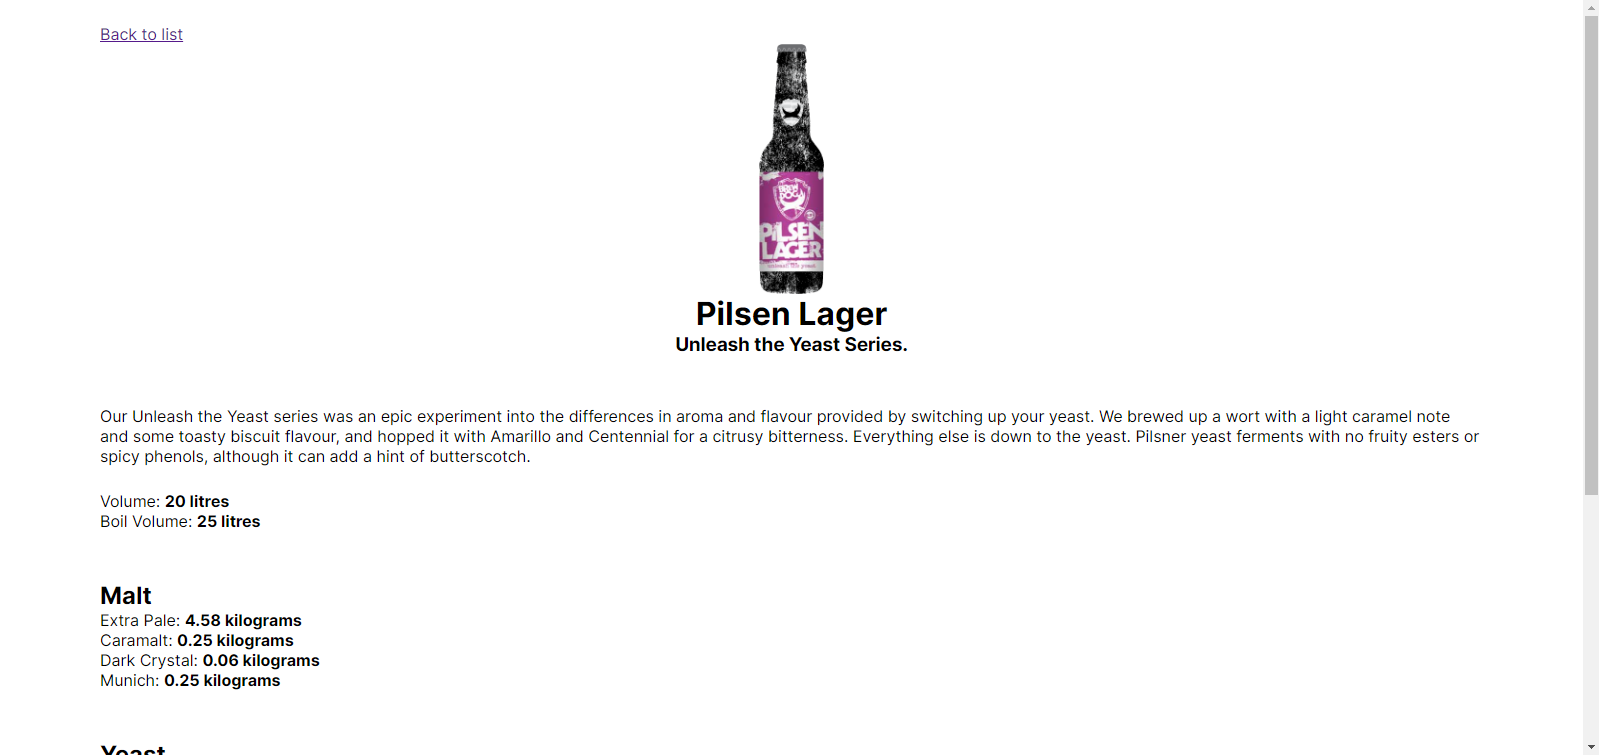 Back to list
BREW
DOG
PILSEN
LAGER
Pilsen Lager
Unleash the Yeast Series.
Our Unleash the Yeast series was an epic experiment into the differences in aroma and flavour provided by switching up your yeast. We brewed up a wort with a light caramel note
and some toasty biscuit flavour, and hopped it with Amarillo and Centennial for a citrusy bitterness. Everything else is down to the yeast. Pilsner yeast ferments with no fruity esters or
spicy phenols, although it can add a hint of butterscotch.
Volume: 20 litres
Boil Volume: 25 litres
Malt
Extra Pale: 4.58 kilograms
Caramalt: 0.25 kilograms
Dark Crystal: 0.06 kilograms
Munich: 0.25 kilograms
Yeast